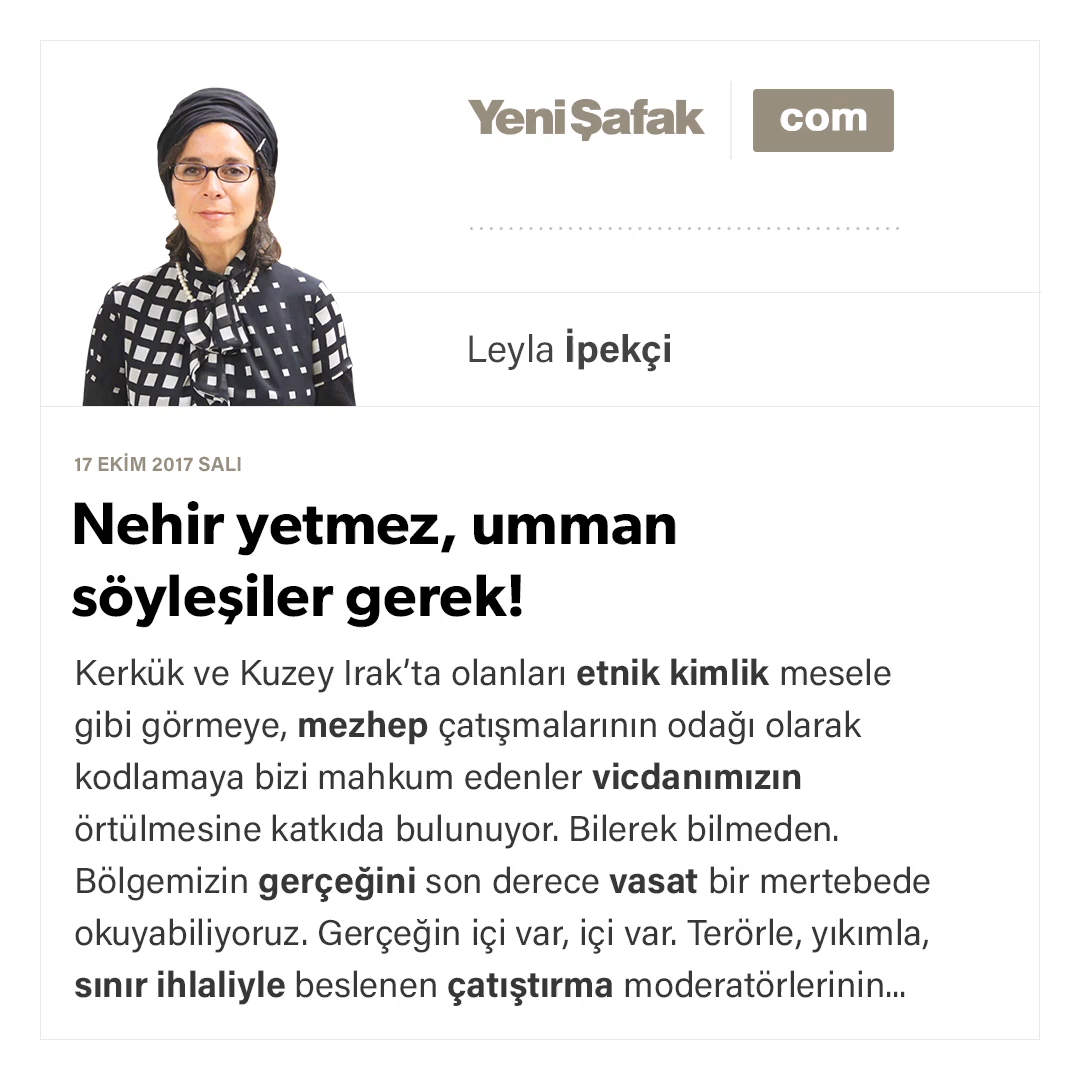 Yeni Şafak com
Leyla İpekçi
17 EKİM 2017 SALI
Nehir yetmez, umman
söyleşiler gerek!
Kerkük ve Kuzey Irak’ta olanları etnik kimlik mesele
gibi görmeye, mezhep çatışmalarının odağı olarak
kodlamaya bizi mahkum edenler vicdanımızın
örtülmesine katkıda bulunuyor. Bilerek bilmeden.
Bölgemizin gerçeğini son derece vasat bir mertebede
okuyabiliyoruz. Gerçeğin içi var, içi var. Terörle, yıkımla,
sınır ihlaliyle beslenen çatıştırma moderatörlerinin...